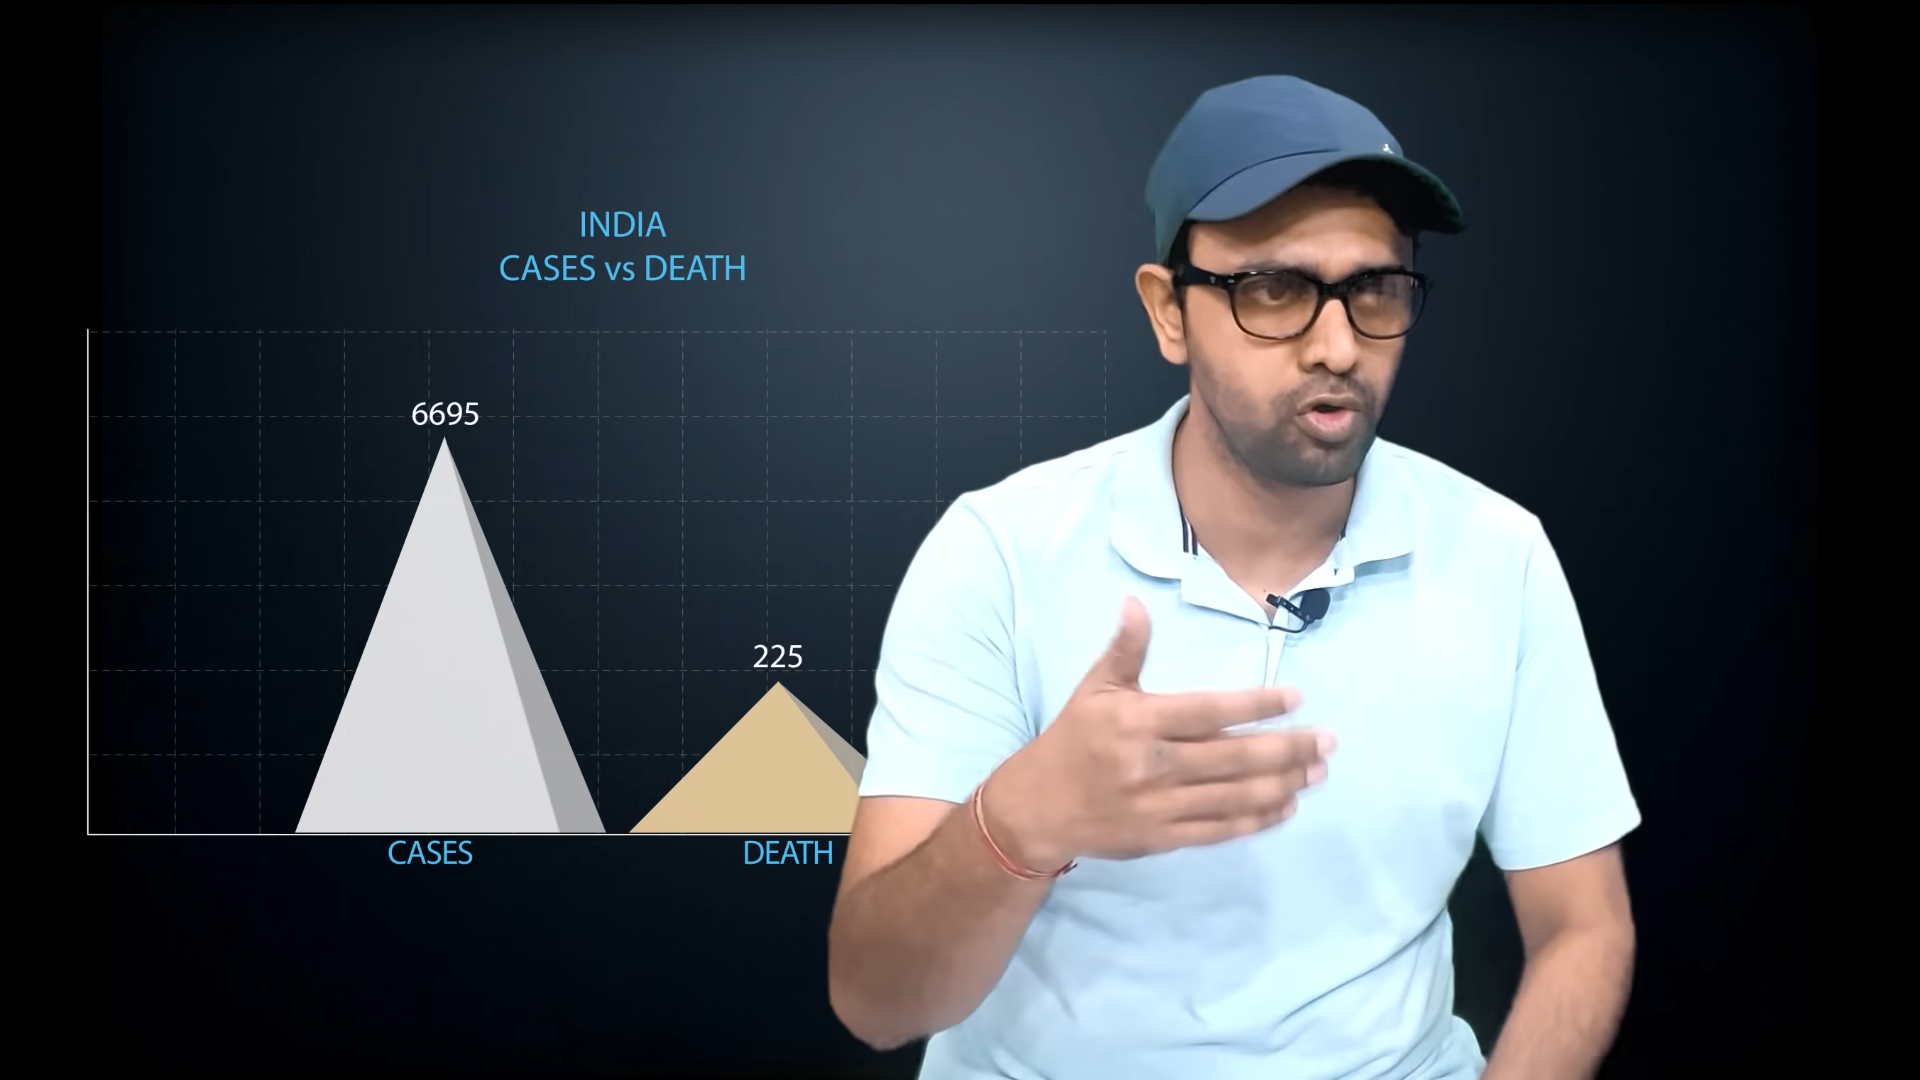 INDIA
CASES vs DEATH
6695
225
CASES
DEATH